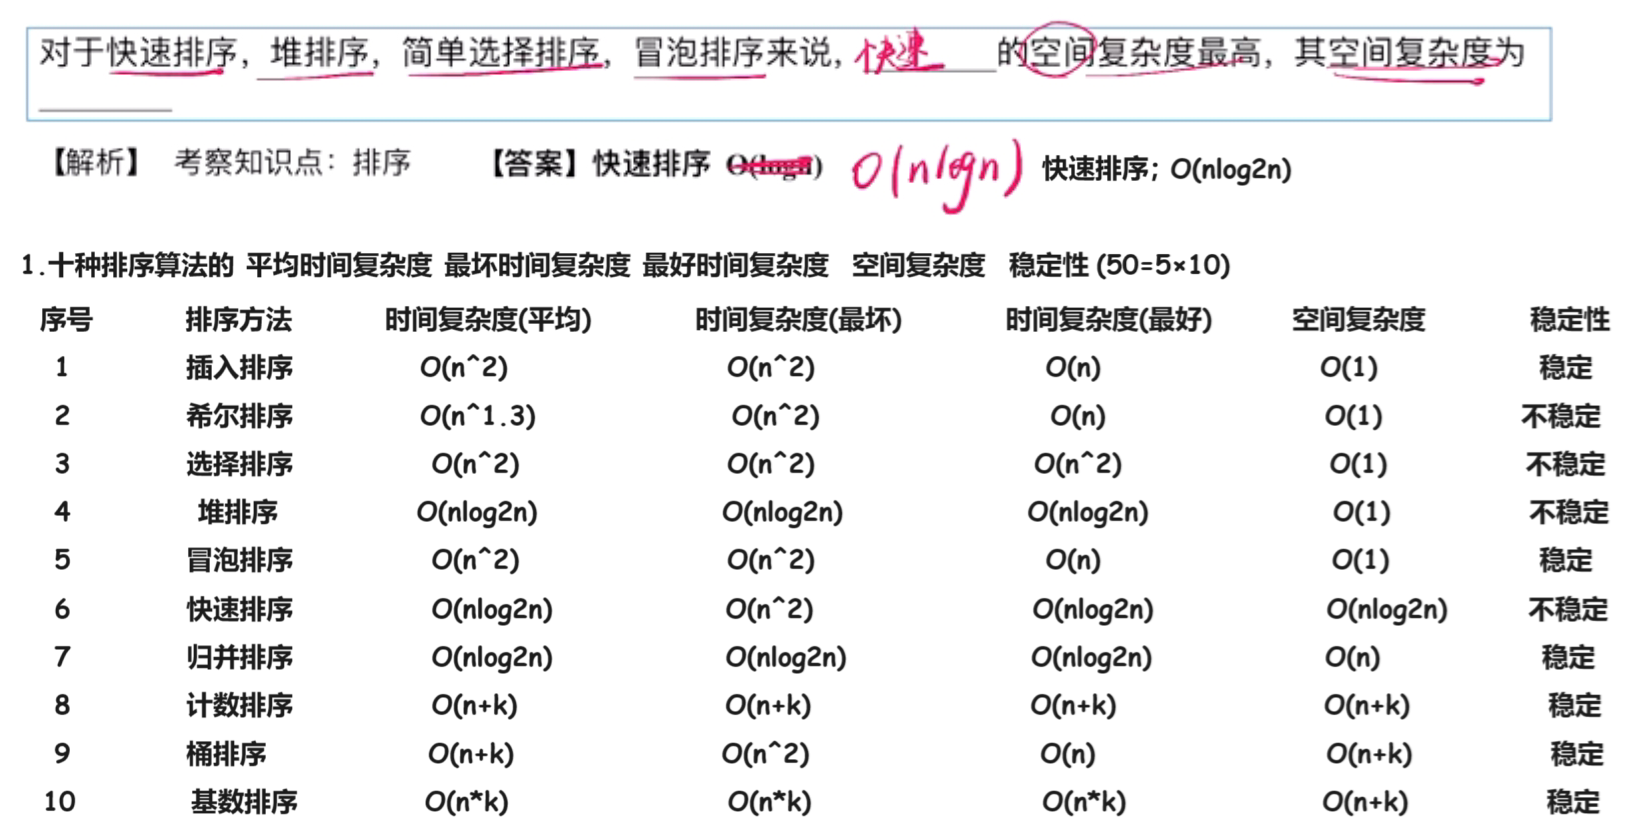 对于快速排序，堆排序，简单选择排序，冒泡排序来说，快速的空间复杂度最高，其空间复杂度为
【解析】 考察知识点：排序 【答案】快速排序 O(logn) O(nlgn) 快速排序；O(nlog2n)
1.十种排序算法的 平均时间复杂度 最坏时间复杂度 最好时间复杂度 空间复杂度 稳定性 (50=5×10)
序号 排序方法 时间复杂度(平均) 时间复杂度(最坏) 时间复杂度(最好) 空间复杂度 稳定性
1 插入排序 O(n^2) O(n^2) O(n) O(1) 稳定
2 希尔排序 O(n^1.3) O(n^2) O(n) O(1) 不稳定
3 选择排序 O(n^2) O(n^2) O(n^2) O(1) 不稳定
4 堆排序 O(nlog2n) O(nlog2n) O(nlog2n) O(1) 不稳定
5 冒泡排序 O(n^2) O(n^2) O(n) O(1) 稳定
6 快速排序 O(nlog2n) O(n^2) O(nlog2n) O(nlog2n) 不稳定
7 归并排序 O(nlog2n) O(nlog2n) O(nlog2n) O(n) 稳定
8 计数排序 O(n+k) O(n+k) O(n+k) O(n+k) 稳定
9 桶排序 O(n+k) O(n^2) O(n) O(n+k) 稳定
10 基数排序 O(n*k) O(n*k) O(n*k) O(n+k) 稳定